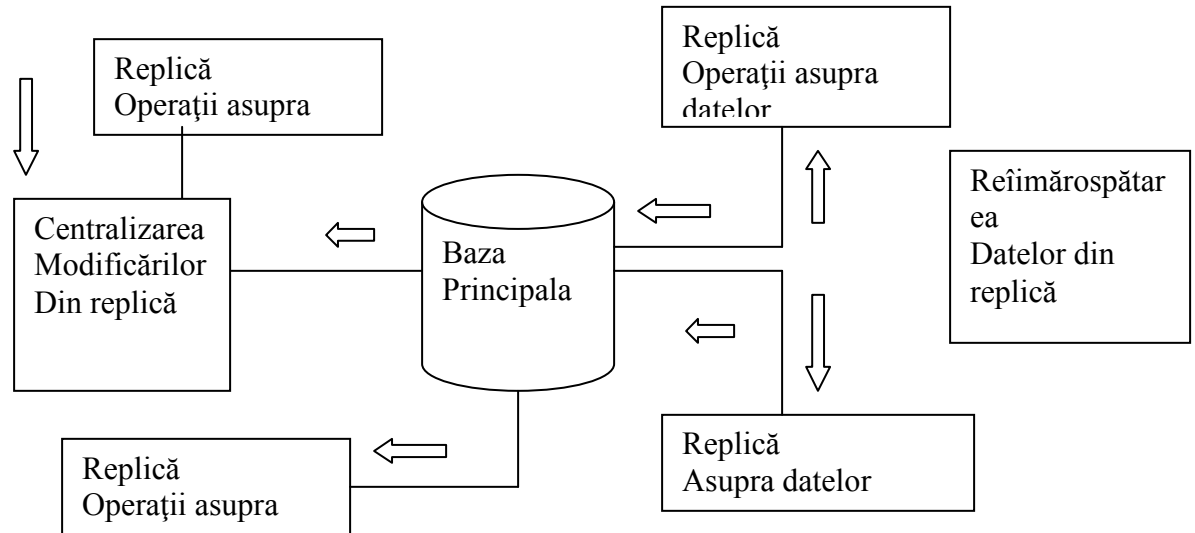 Replică
Operaţii asupra
Replică
Operaţii asupra
datelor
Reîimărospătar
ea
Datelor din
replică
Centralizarea
Modificărilor
Din replică
Baza
Principala
Replică
Asupra datelor
Replică
Operaţii asupra